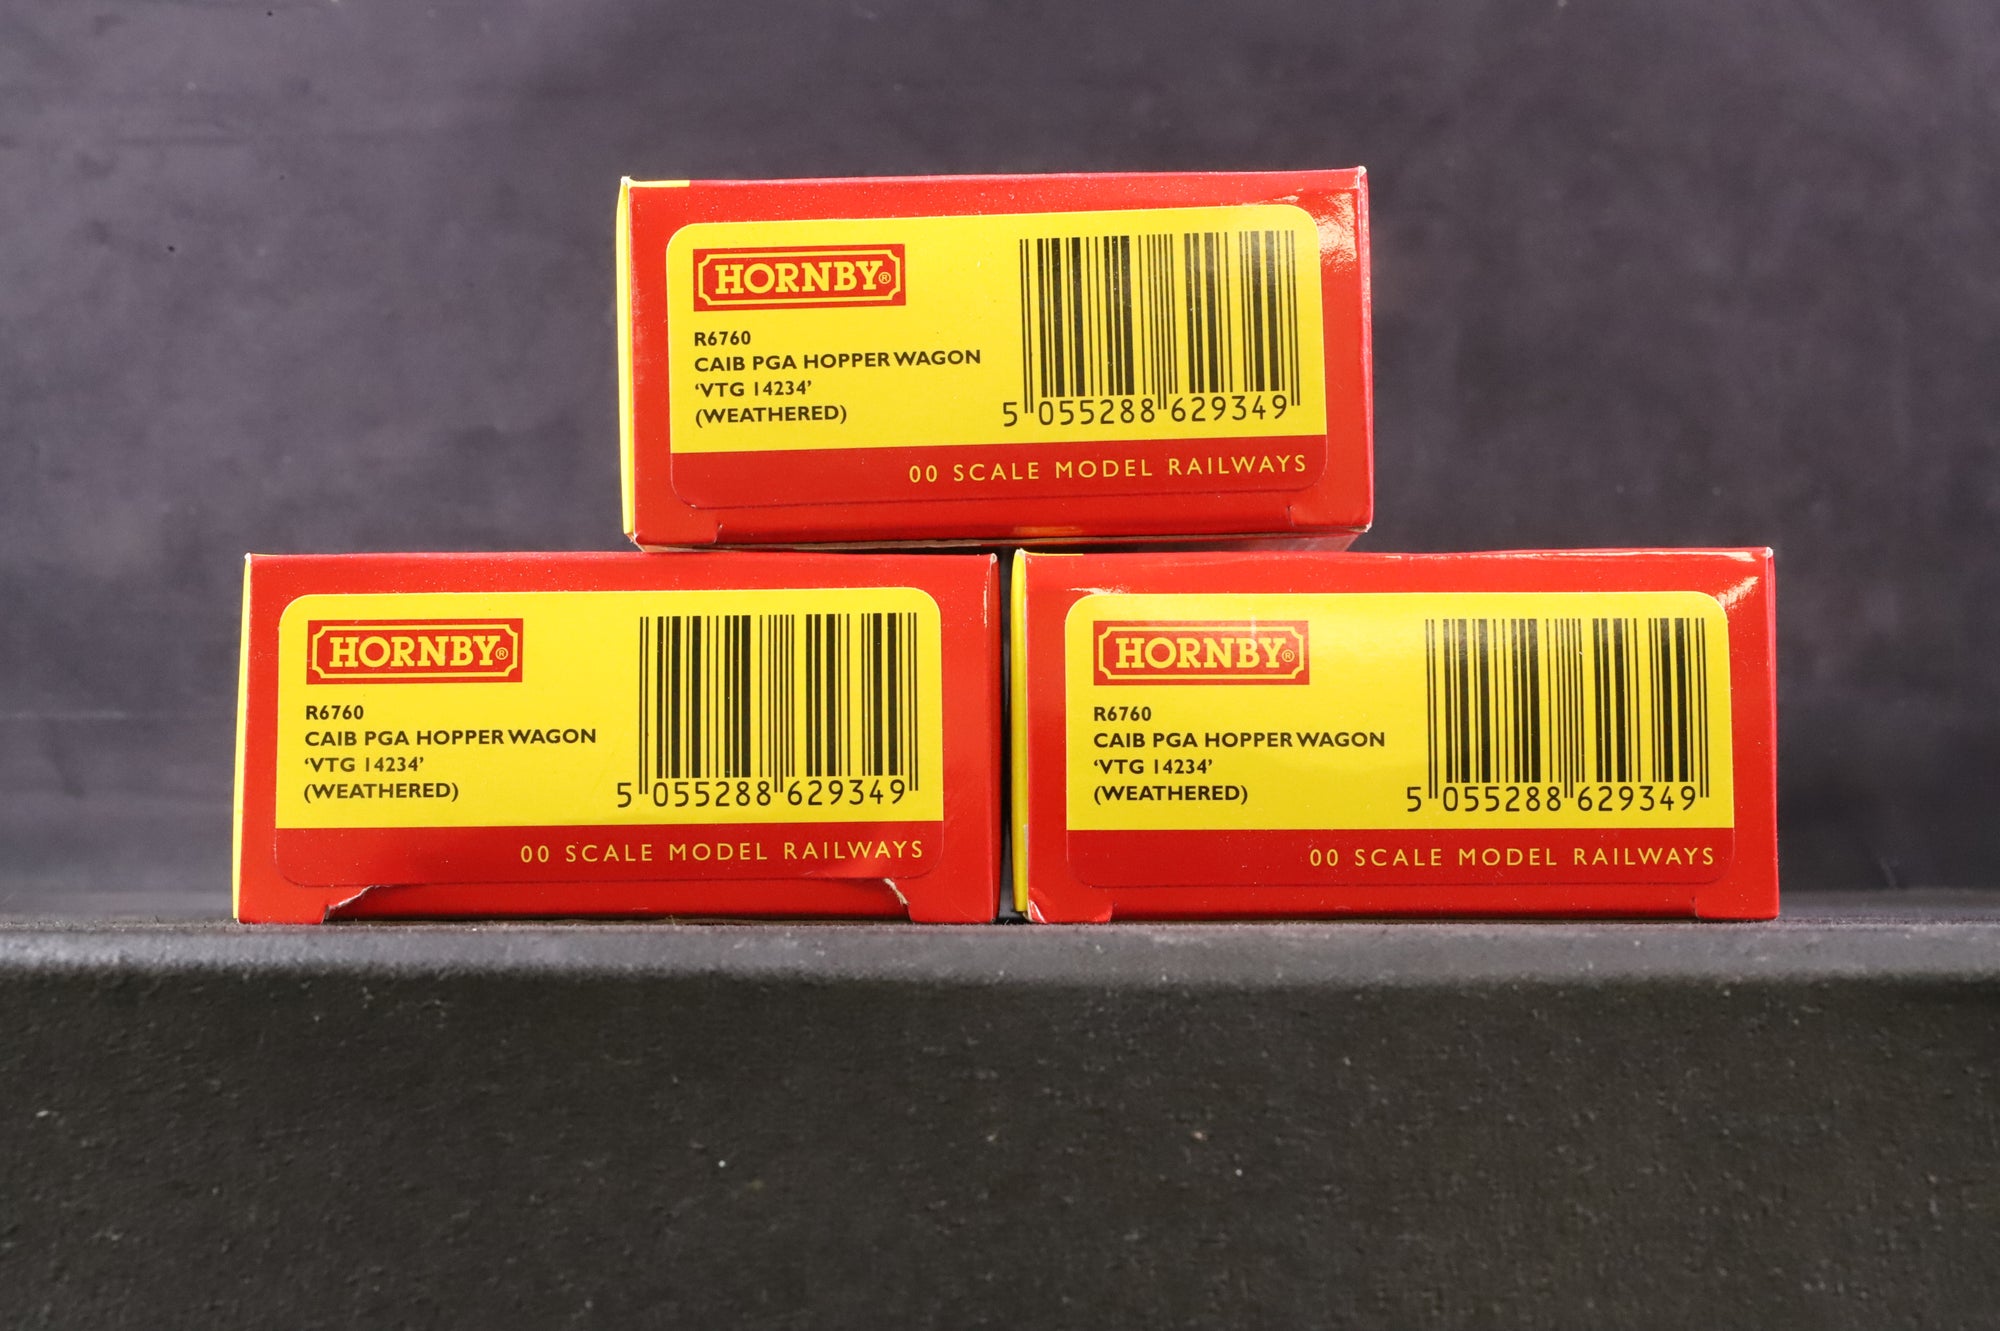 HORNBY®
R6760
CAIB PGA HOPPER WAGON
‘VTG 14234’
(WEATHERED)
5 055288 629349
00 SCALE MODEL RAILWAYS
HORNBY®
R6760
CAIB PGA HOPPER WAGON
‘VTG 14234’
(WEATHERED)
5 055288 629349
00 SCALE MODEL RAILWAYS
HORNBY®
R6760
CAIB PGA HOPPER WAGON
‘VTG 14234’
(WEATHERED)
5 055288 629349
00 SCALE MODEL RAILWAYS